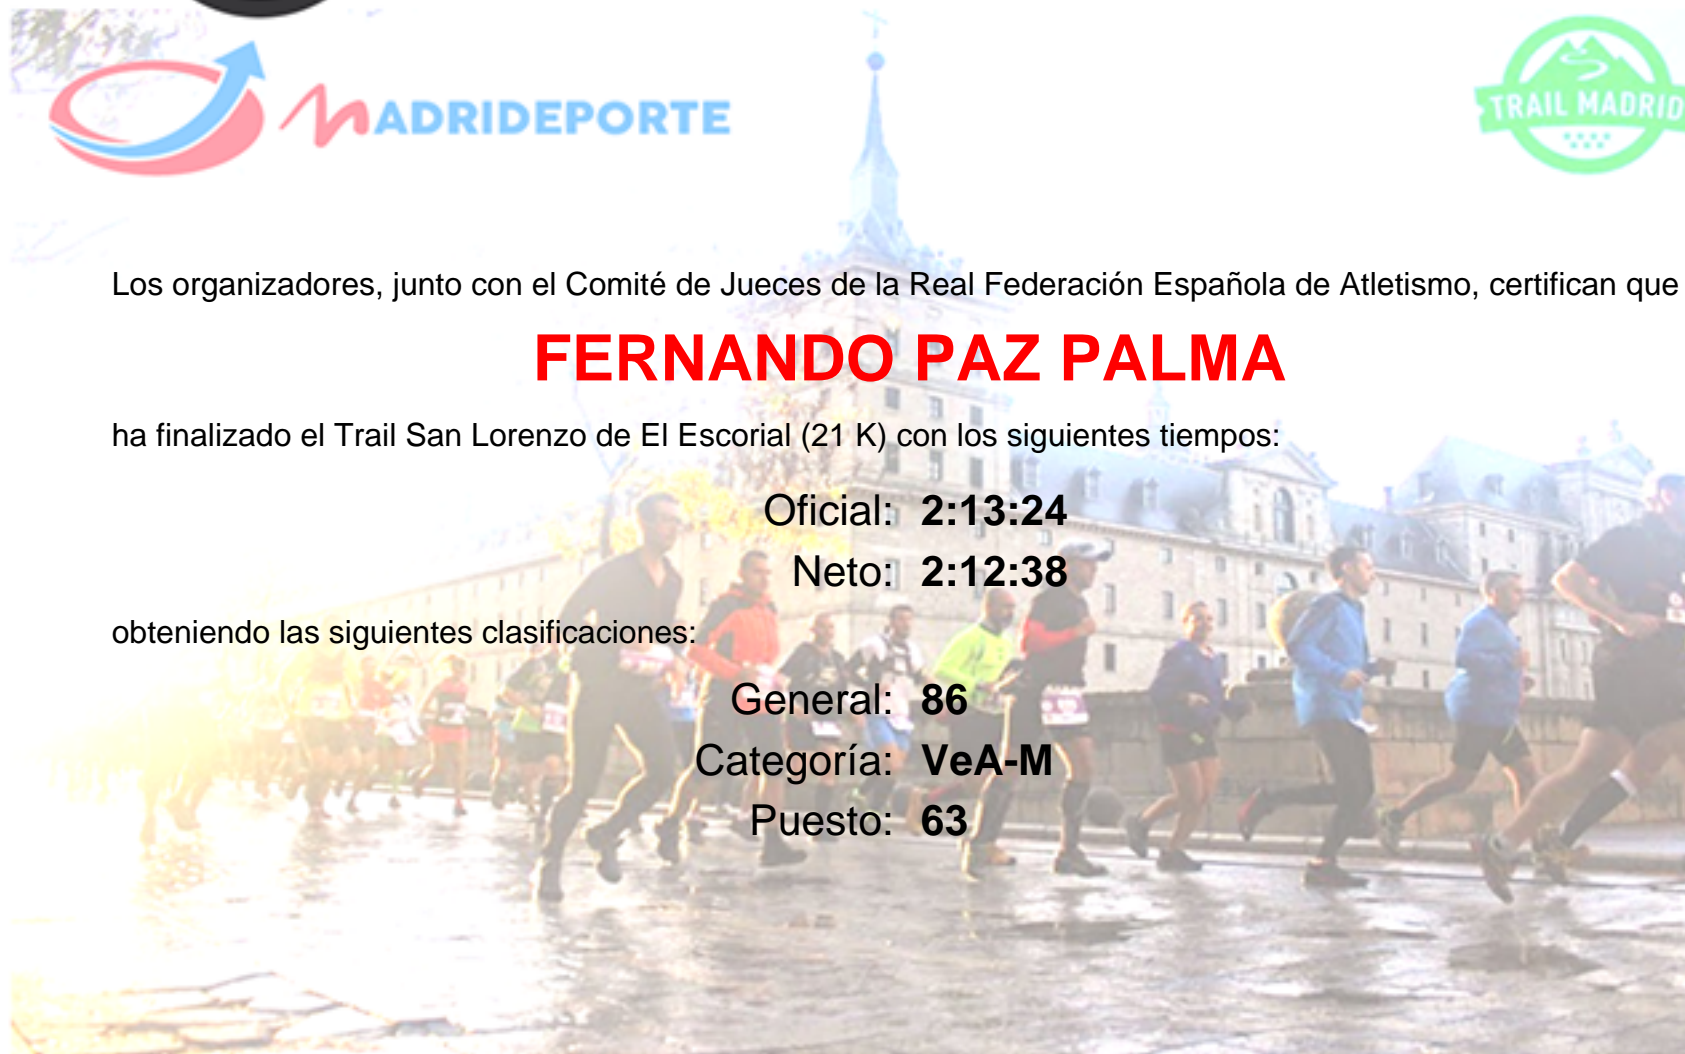 MADRIDEPORTE
TRAIL MADRID
Los organizadores, junto con el Comité de Jueces de la Real Federación Española de Atletismo, certifican que
FERNANDO PAZ PALMA
ha finalizado el Trail San Lorenzo de El Escorial (21 K) con los siguientes tiempos:
Oficial: 2:13:24
Neto: 2:12:38
obteniendo las siguientes clasificaciones:
General: 86
Categoría: VeA-M
Puesto: 63